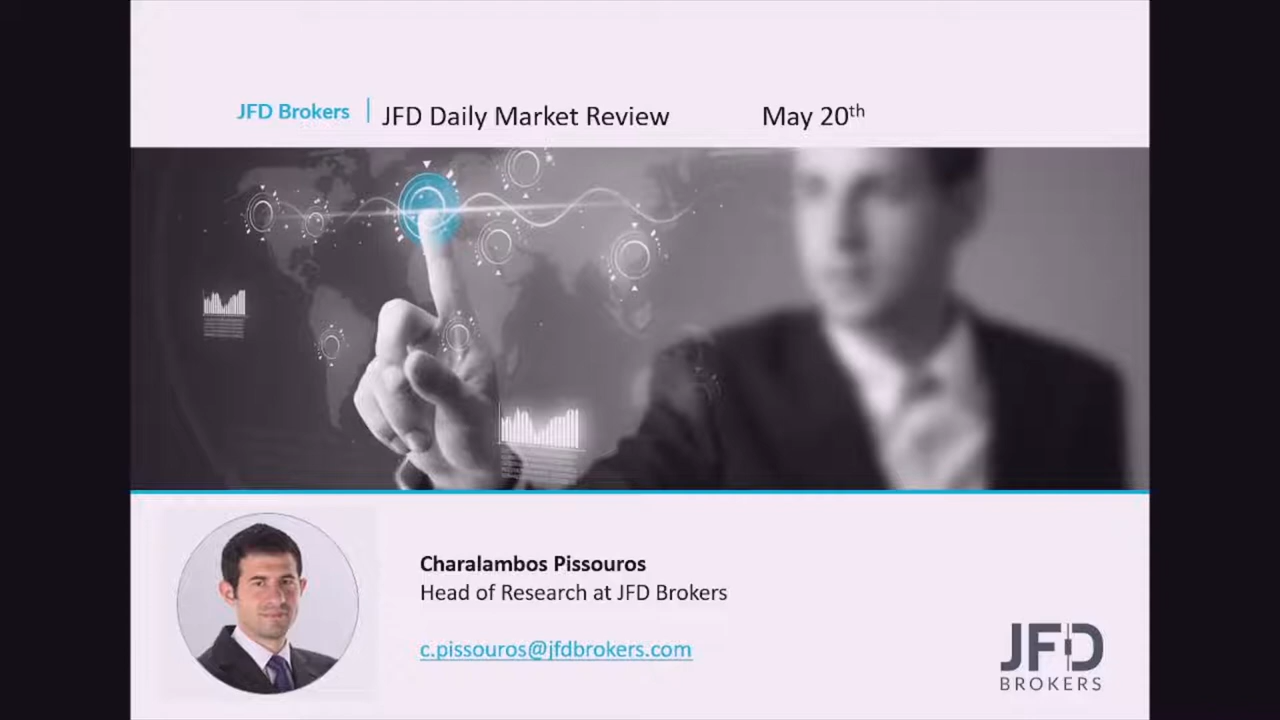 JFD Brokers | JFD Daily Market Review May 20th
Charalambos Pissouros
Head of Research at JFD Brokers
c.pissouros@jfdbrokers.com
JFD
BROKERS